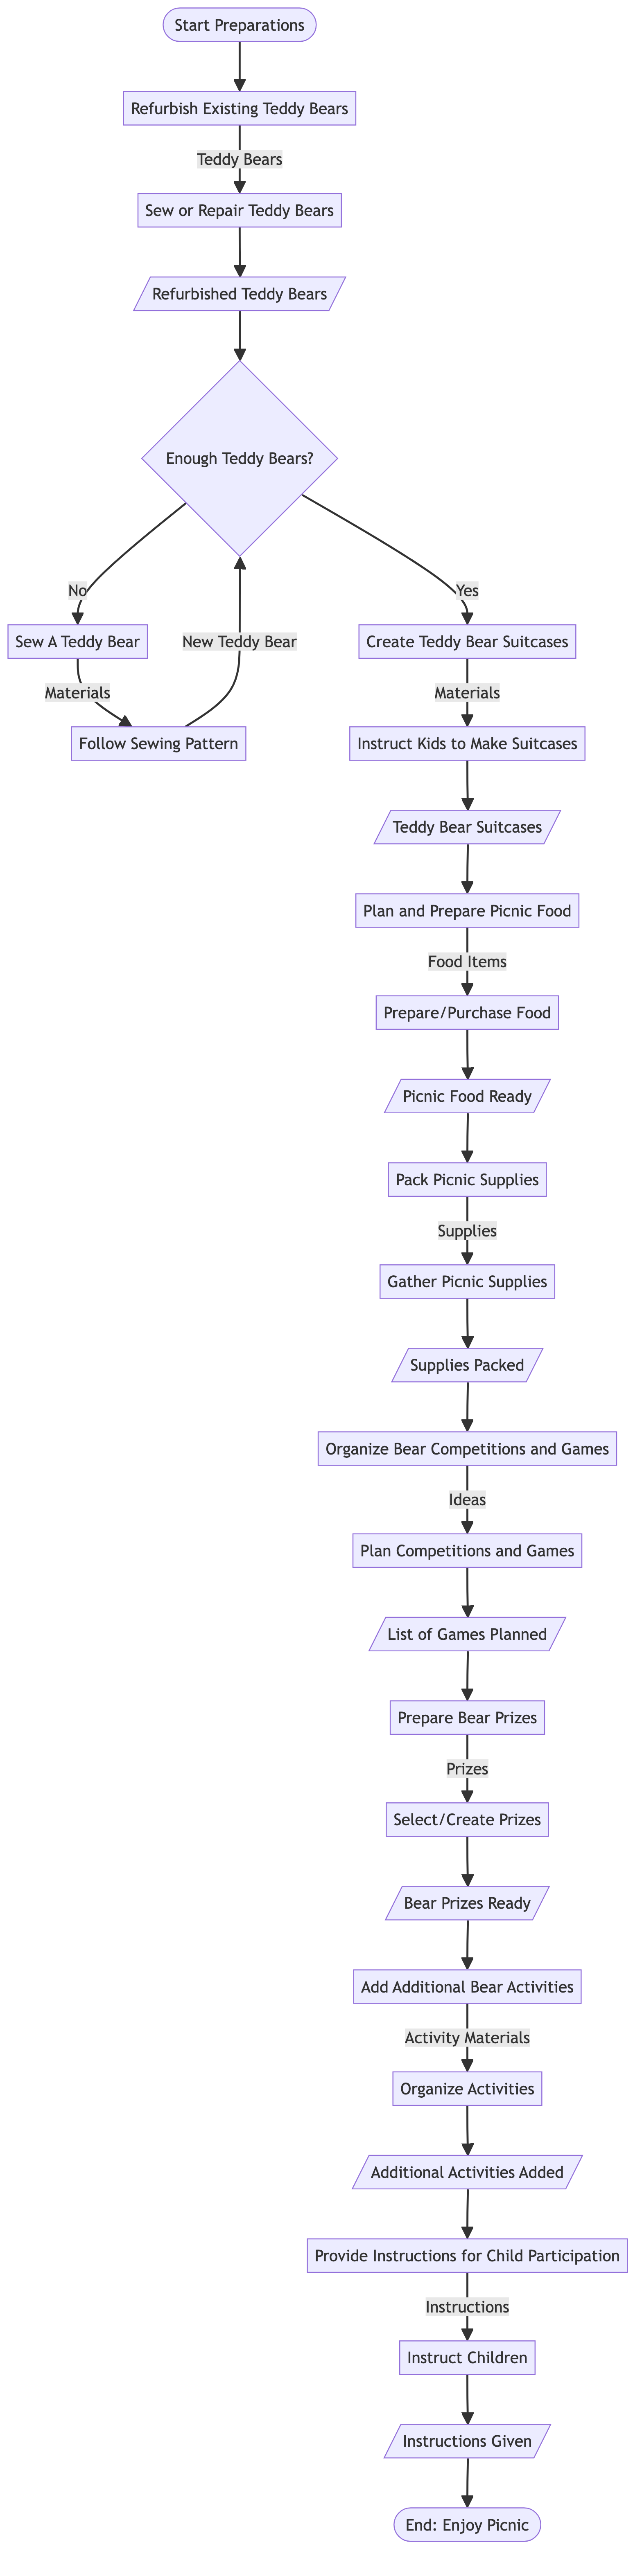 Start Preparations
Refurbish Existing Teddy Bears
Teddy Bears
Sew or Repair Teddy Bears
Refurbished Teddy Bears
Enough Teddy Bears?
No
Yes
Sew A Teddy Bear
New Teddy Bear
Create Teddy Bear Suitcases
Materials
Materials
Follow Sewing Pattern
Instruct Kids to Make Suitcases
Teddy Bear Suitcases
Plan and Prepare Picnic Food
Food Items
Prepare/Purchase Food
Picnic Food Ready
Pack Picnic Supplies
Supplies
Gather Picnic Supplies
Supplies Packed
Organize Bear Competitions and Games
Ideas
Plan Competitions and Games
List of Games Planned
Prepare Bear Prizes
Prizes
Select/Create Prizes
Bear Prizes Ready
Add Additional Bear Activities
Activity Materials
Organize Activities
Additional Activities Added
Provide Instructions for Child Participation
Instructions
Instruct Children
Instructions Given
End: Enjoy Picnic